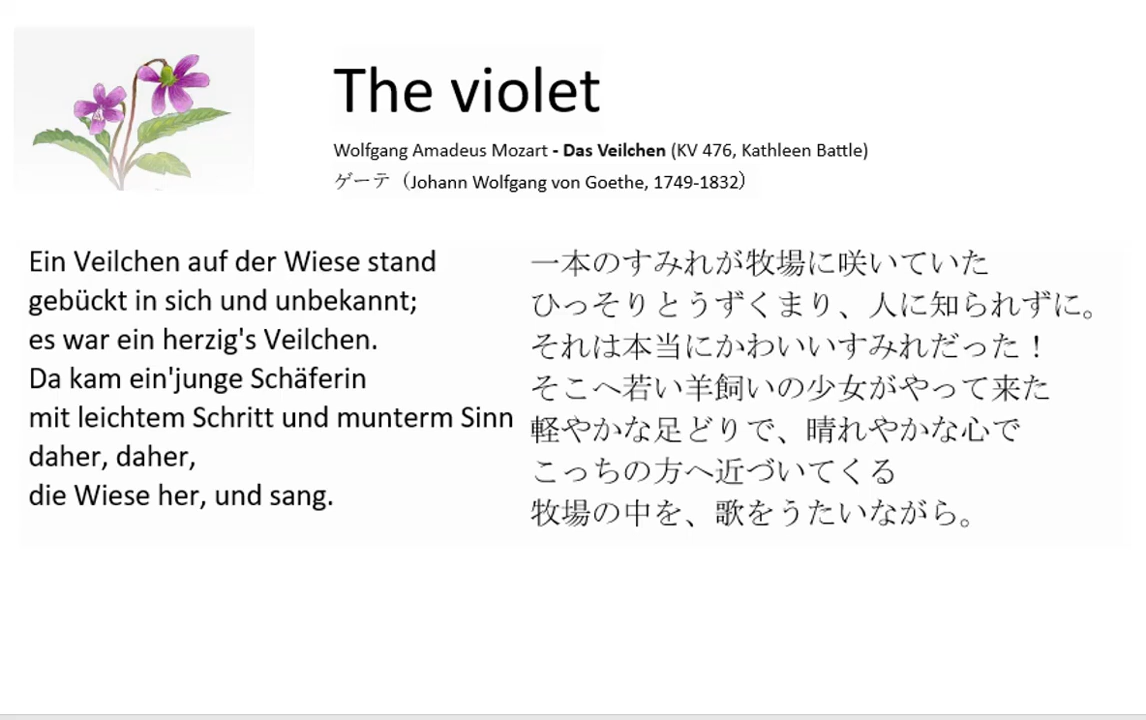 The violet
Wolfgang Amadeus Mozart - Das Veilchen (KV 476, Kathleen Battle)
ゲーテ（Johann Wolfgang von Goethe, 1749-1832）
Ein Veilchen auf der Wiese stand
gebückt in sich und unbekannt;
es war ein herzig's Veilchen.
Da kam ein'junge Schäferin
mit leichtem Schritt und munterm Sinn
daher, daher,
die Wiese her, und sang.
一本のすみれが牧場に咲いていた
ひっそりとうずくまり、人に知られずに。
それは本当にかわいいすみれだった！
そこへ若い羊飼いの少女がやって来た
軽やかな足どりで、晴れやかな心で
こっちの方へ近づいてくる
牧場の中を、歌をうたいながら。